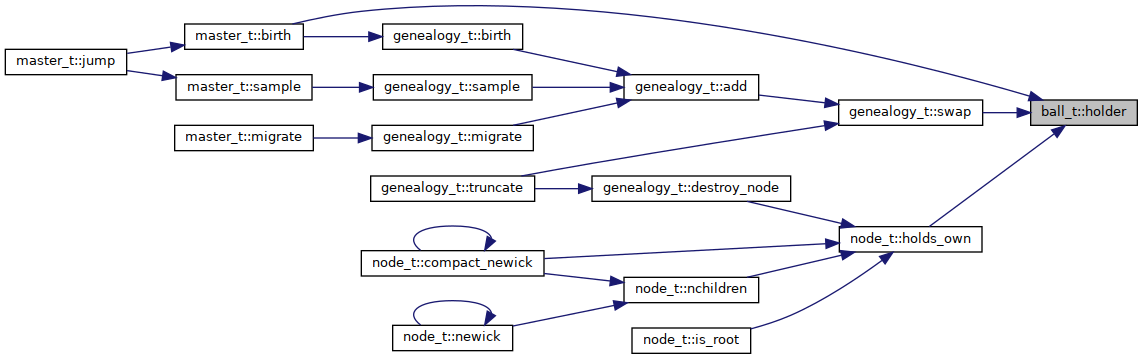 master_t::birth
genealogy_t::birth
master_t::jump
master_t::sample
genealogy_t::sample
genealogy_t::add
genealogy_t::swap
ball_t::holder
master_t::migrate
genealogy_t::migrate
genealogy_t::truncate
genealogy_t::destroy_node
node_t::holds_own
node_t::compact_newick
node_t::nchildren
node_t::newick
node_t::is_root